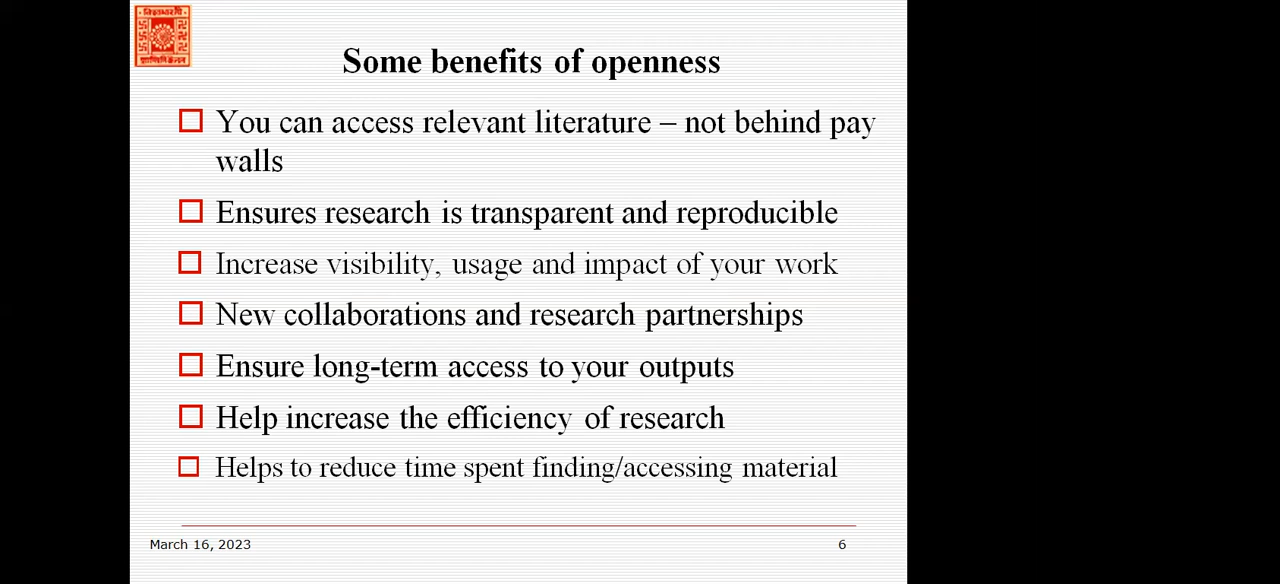 Some benefits of openness
You can access relevant literature – not behind pay
walls
Ensures research is transparent and reproducible
Increase visibility, usage and impact of your work
New collaborations and research partnerships
Ensure long-term access to your outputs
Help increase the efficiency of research
Helps to reduce time spent finding/accessing material
March 16, 2023
6